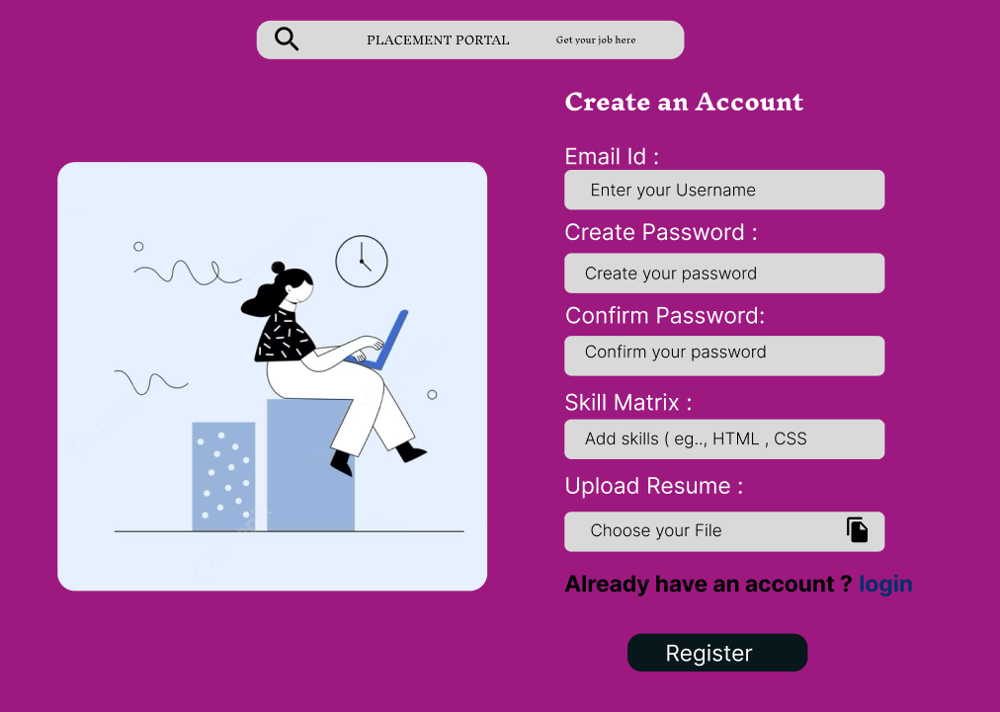 PLACEMENT PORTAL Get your job here
Create an Account
Email Id :
Enter your Username
Create Password :
Create your password
Confirm Password:
Confirm your password
Skill Matrix :
Add skills ( eg.., HTML , CSS
Upload Resume :
Choose your File
Already have an account ? login
Register